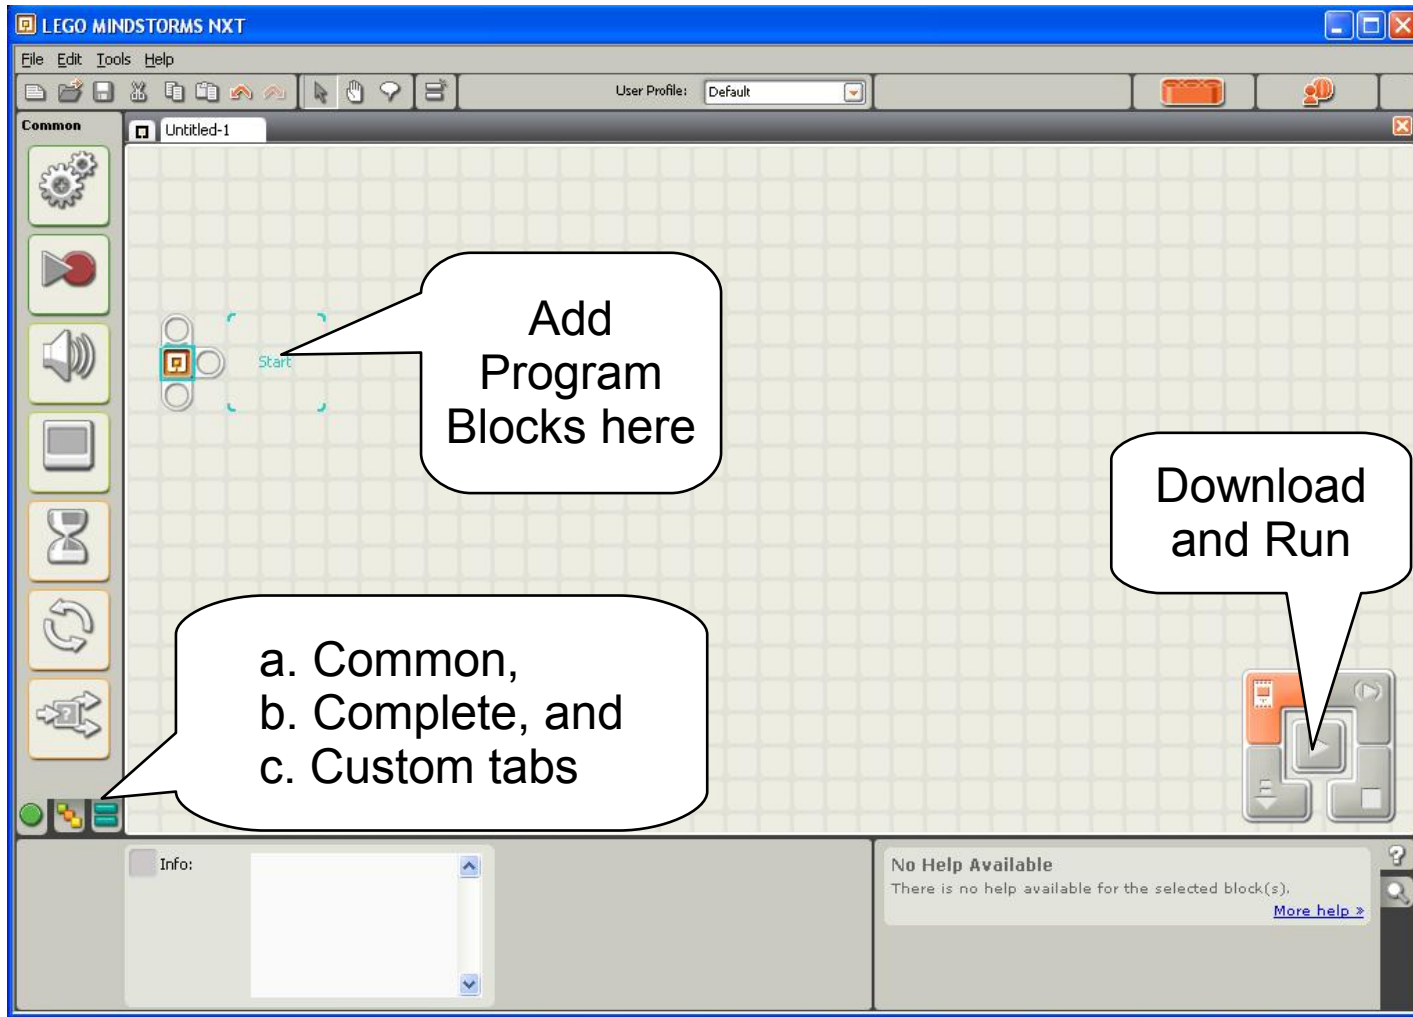 LEGO MINDSTORMS NXT
File Edit Tools Help
User Profile: Default
Common
Untitled-1
Start
Add
Program
Blocks here
Download
and Run
a. Common,
b. Complete, and
c. Custom tabs
Info:
No Help Available
There is no help available for the selected block(s).
More help »